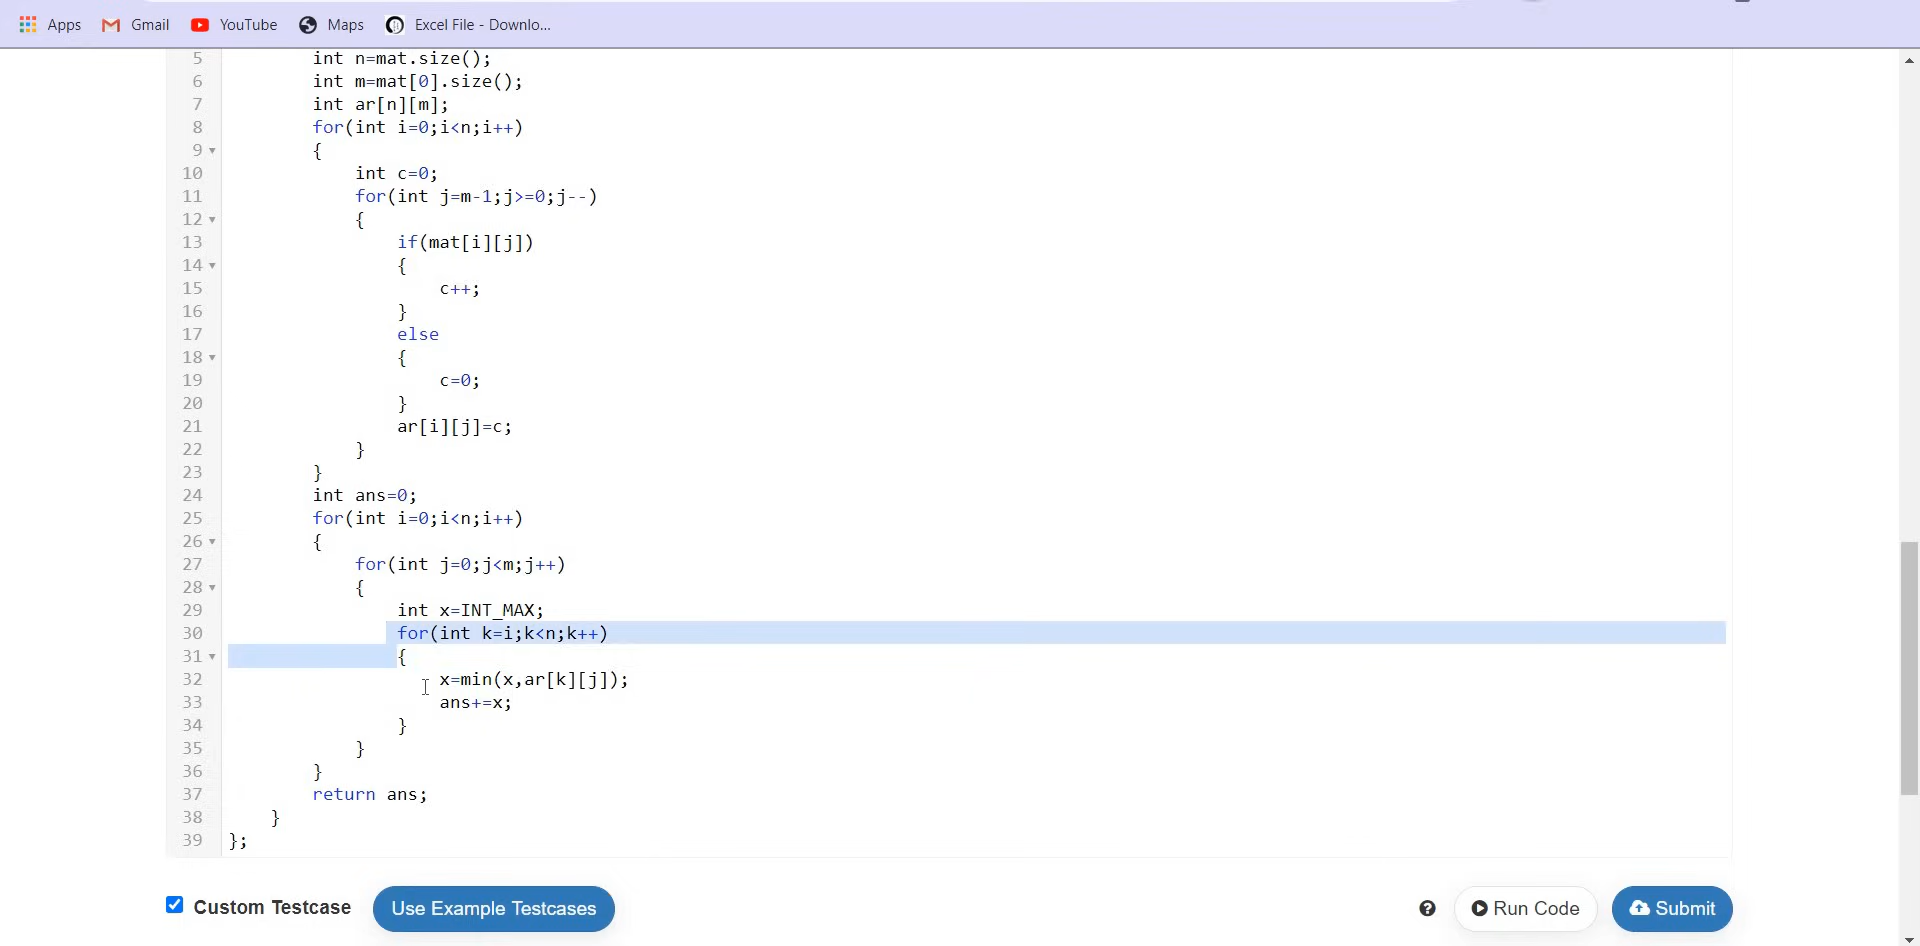 Apps Gmail YouTube Maps Excel File - Downlo...
5 int n=mat.size();
6 int m=mat[0].size();
7 int ar[n][m];
8 for(int i=0;i<n;i++)
9 {
10 int c=0;
11 for(int j=m-1;j>=0;j--)
12 {
13 if(mat[i][j])
14 {
15 c++;
16 }
17 else
18 {
19 c=0;
20 }
21 ar[i][j]=c;
22 }
23 }
24 int ans=0;
25 for(int i=0;i<n;i++)
26 {
27 for(int j=0;j<m;j++)
28 {
29 int x=INT_MAX;
30 for(int k=i;k<n;k++)
31 {
32 x=min(x,ar[k][j]);
33 ans+=x;
34 }
35 }
36 }
37 return ans;
38 }
39 };
Custom Testcase Use Example Testcases ? Run Code Submit